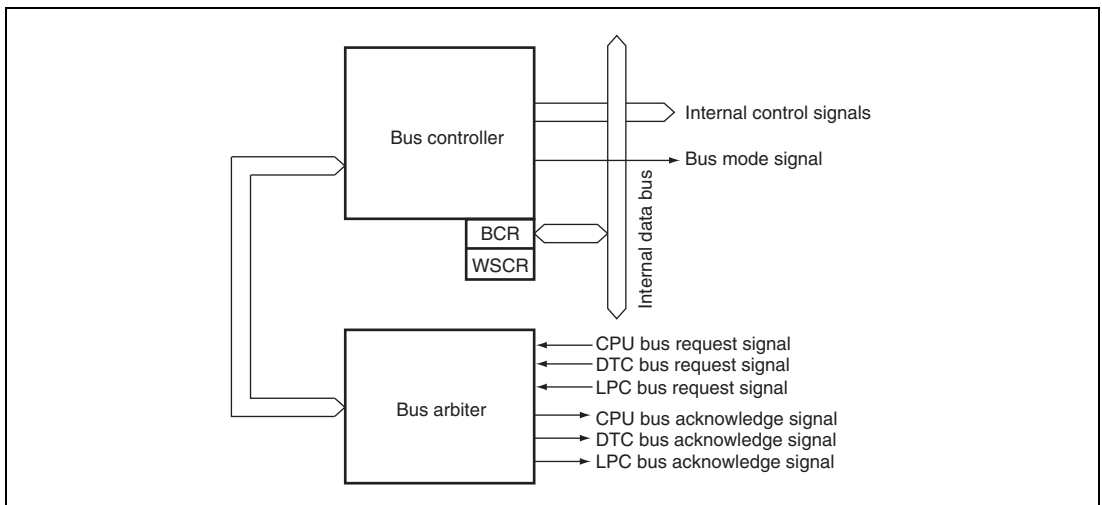 Bus controller
Internal control signals
Bus mode signal
Internal data bus
BCR
WSCR
Bus arbiter
CPU bus request signal
DTC bus request signal
LPC bus request signal
CPU bus acknowledge signal
DTC bus acknowledge signal
LPC bus acknowledge signal